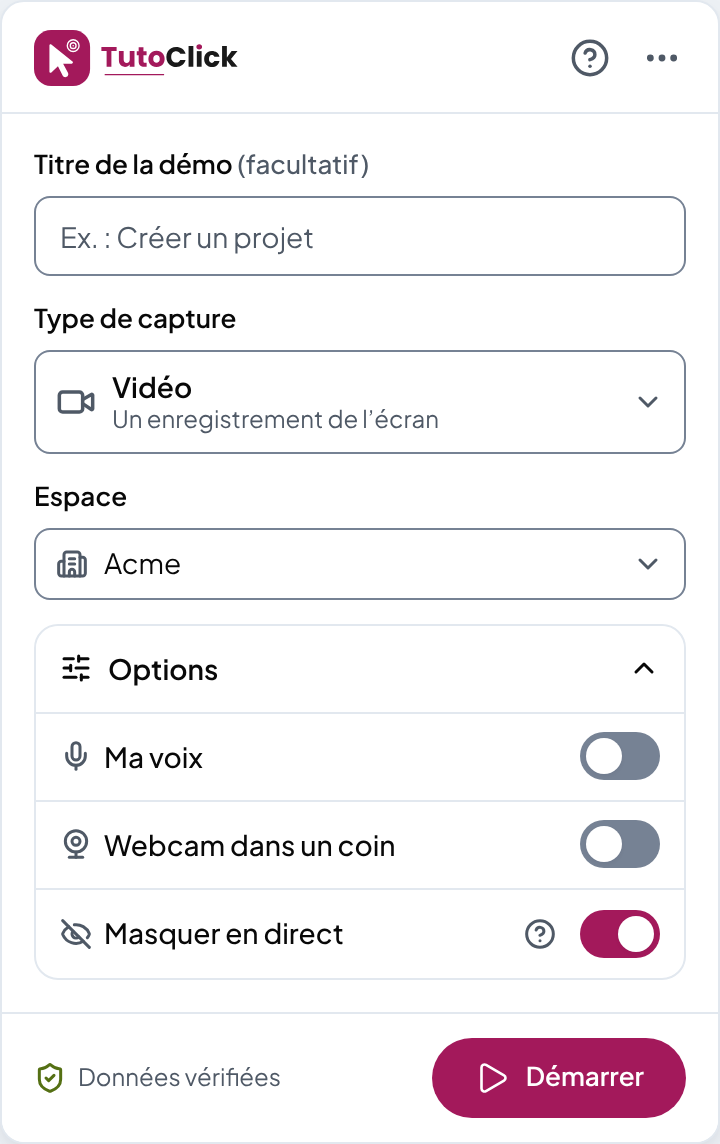 TutoClick
Titre de la démo (facultatif)
Ex. : Créer un projet
Type de capture
Vidéo
Un enregistrement de l’écran
Espace
Acme
Options
Ma voix
Webcam dans un coin
Masquer en direct
Données vérifiées
Démarrer